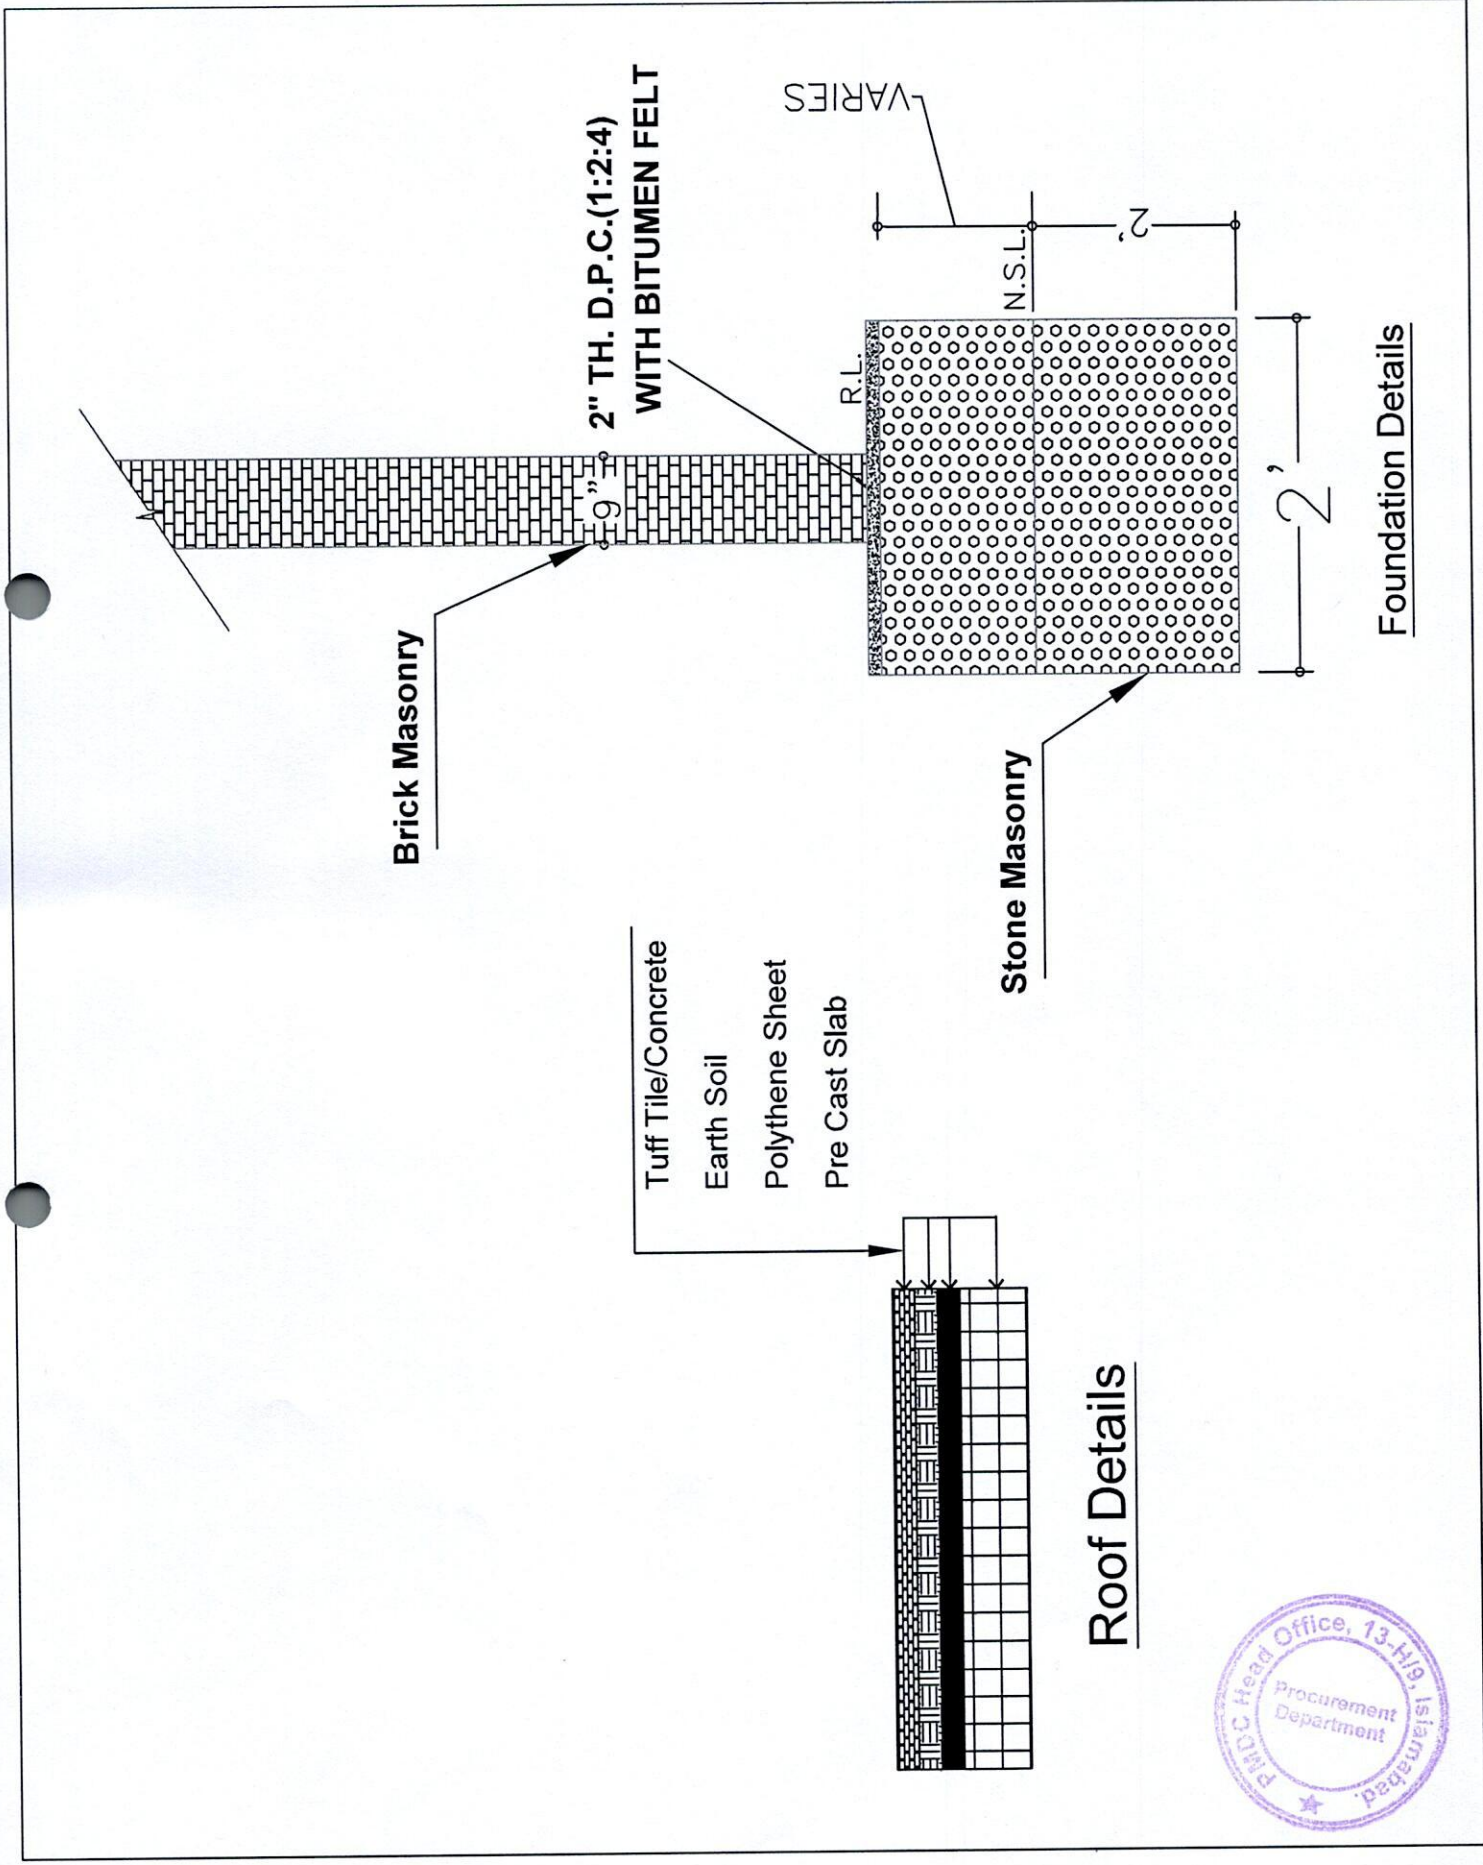 Brick Masonry
9"
2" TH. D.P.C.(1:2:4)
WITH BITUMEN FELT
VARIES
R.L.
N.S.L.
2'
2'
Stone Masonry
Foundation Details
Tuff Tile/Concrete
Earth Soil
Polythene Sheet
Pre Cast Slab
Roof Details
PMDC Head Office, 13-H/9, Islamabad.
Procurement
Department